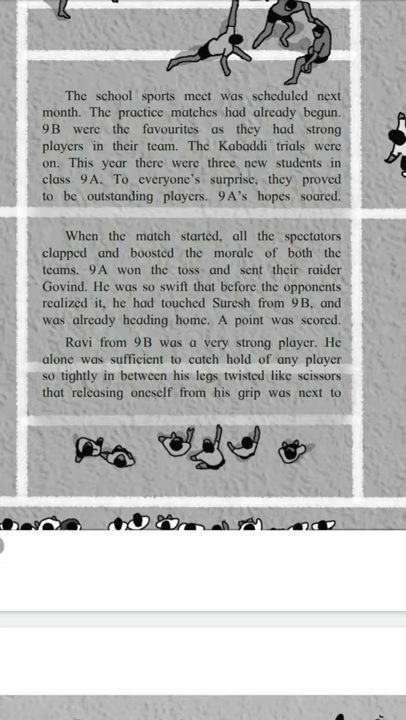 The school sports meet was scheduled next
month. The practice matches had already begun.
9 B were the favourites as they had strong
players in their team. The Kabaddi trials were
on. This year there were three new students in
class 9 A. To everyone's surprise, they proved
to be outstanding players. 9 A's hopes soared.
When the match started, all the spectators
clapped and boosted the morale of both the
teams. 9 A won the toss and sent their raider
Govind. He was so swift that before the opponents
realized it, he had touched Suresh from 9 B, and
was already heading home. A point was scored.
Ravi from 9 B was a very strong player. He
alone was sufficient to catch hold of any player
so tightly in between his legs twisted like scissors
that releasing oneself from his grip was next to